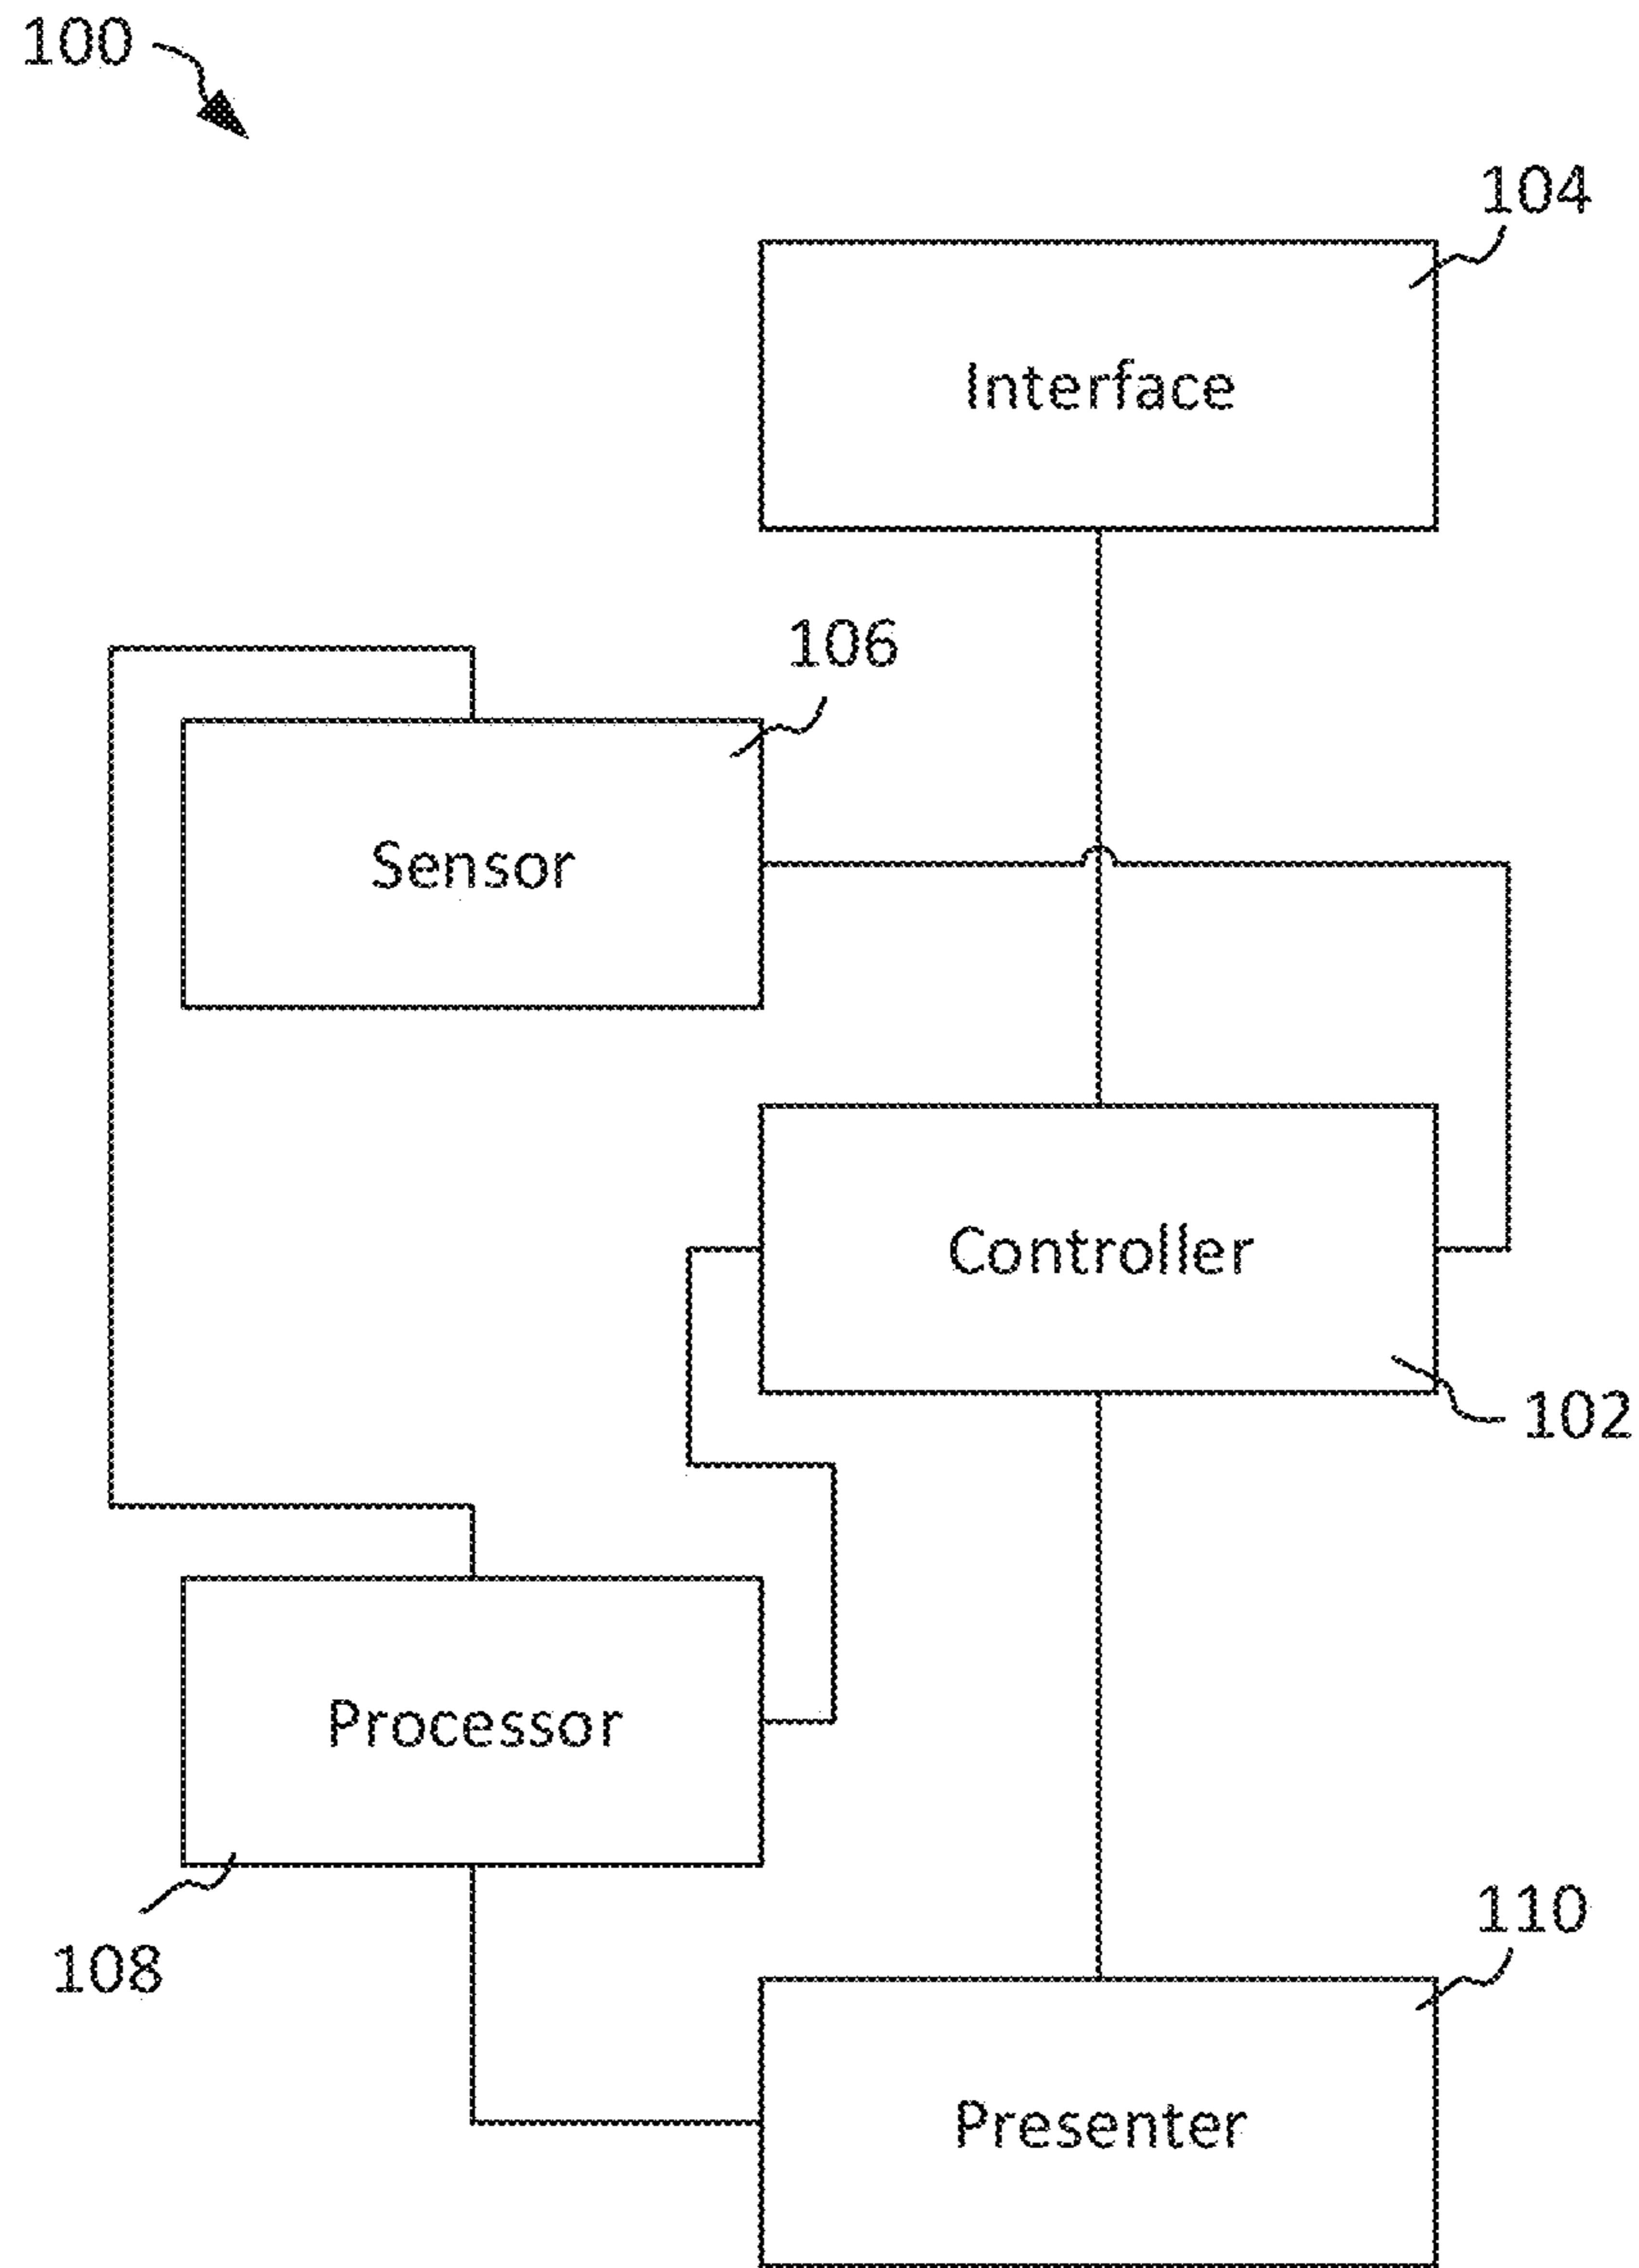 100
104
Interface
106
Sensor
Controller
102
Processor
108
110
Presenter